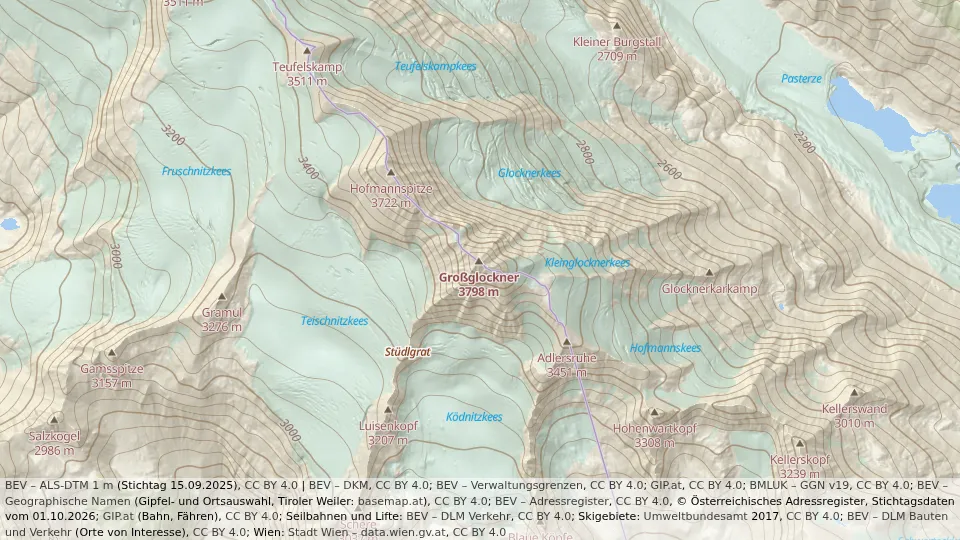 3511 m
Kleiner Burgstall
2709 m
Teufelskamp
3511 m
Teufelskampkees
Pasterze
3200
3400
2800
2600
2200
Fruschnitzkees
Glocknerkees
Hofmannspitze
3722 m
3000
Kleinglocknerkees
Großglockner
3798 m
Glocknerkarkamp
Gramul
3276 m
Teischnitzkees
Stüdlgrat
Hofmannskees
Adlersruhe
3451 m
Gamsspitze
3157 m
Ködnitzkees
Kellerswand
3010 m
Luisenkopf
3207 m
Hohenwartkopf
3308 m
Salzkogel
2986 m
3000
Kellerskopf
3239 m
BEV – ALS-DTM 1 m (Stichtag 15.09.2025), CC BY 4.0 | BEV – DKM, CC BY 4.0; BEV – Verwaltungsgrenzen, CC BY 4.0; GIP.at, CC BY 4.0; BMLUK – GGN v19, CC BY 4.0; BEV –
Geographische Namen (Gipfel- und Ortsauswahl, Tiroler Weiler: basemap.at), CC BY 4.0; BEV – Adressregister, CC BY 4.0, © Österreichisches Adressregister, Stichtagsdaten
vom 01.10.2026; GIP.at (Bahn, Fähren), CC BY 4.0; Seilbahnen und Lifte: BEV – DLM Verkehr, CC BY 4.0; Skigebiete: Umweltbundesamt 2017, CC BY 4.0; BEV – DLM Bauten
und Verkehr (Orte von Interesse), CC BY 4.0; Wien: Stadt Wien – data.wien.gv.at, CC BY 4.0
Blaue Köpfe